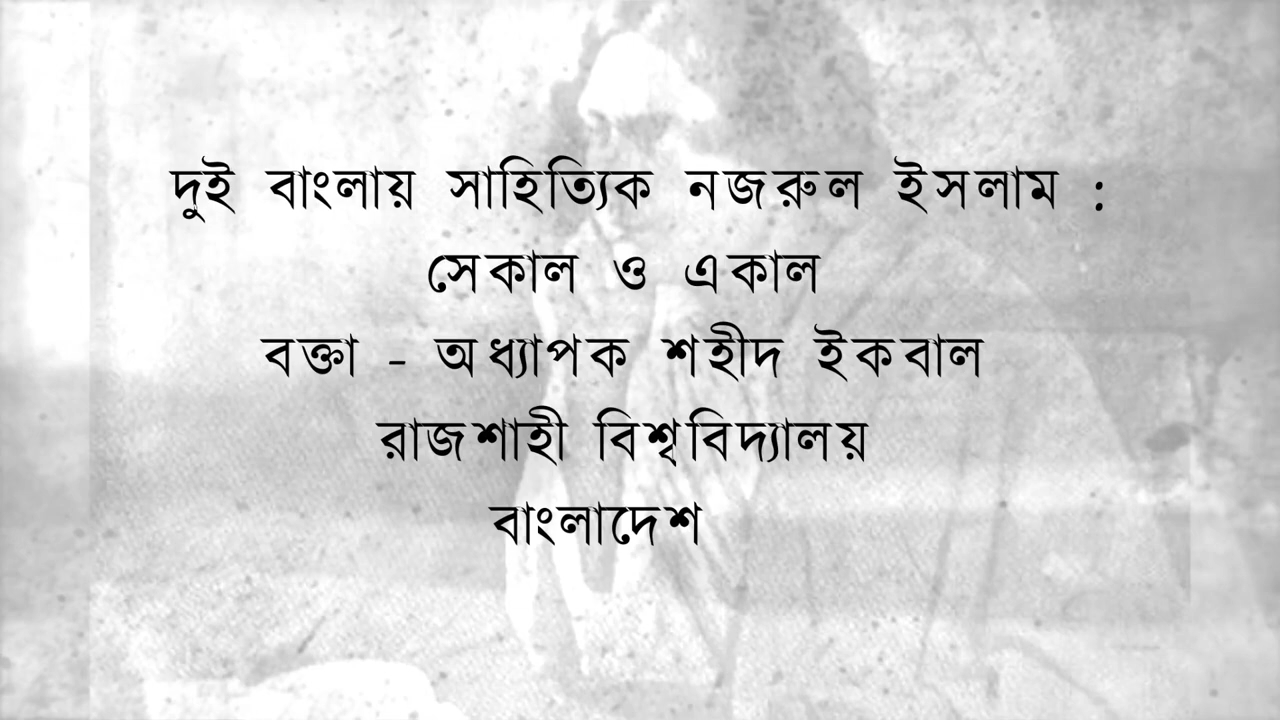 দুই বাংলায় সাহিত্যিক নজরুল ইসলাম :
সেকাল ও একাল
বক্তা - অধ্যাপক শহীদ ইকবাল
রাজশাহী বিশ্ববিদ্যালয়
বাংলাদেশ